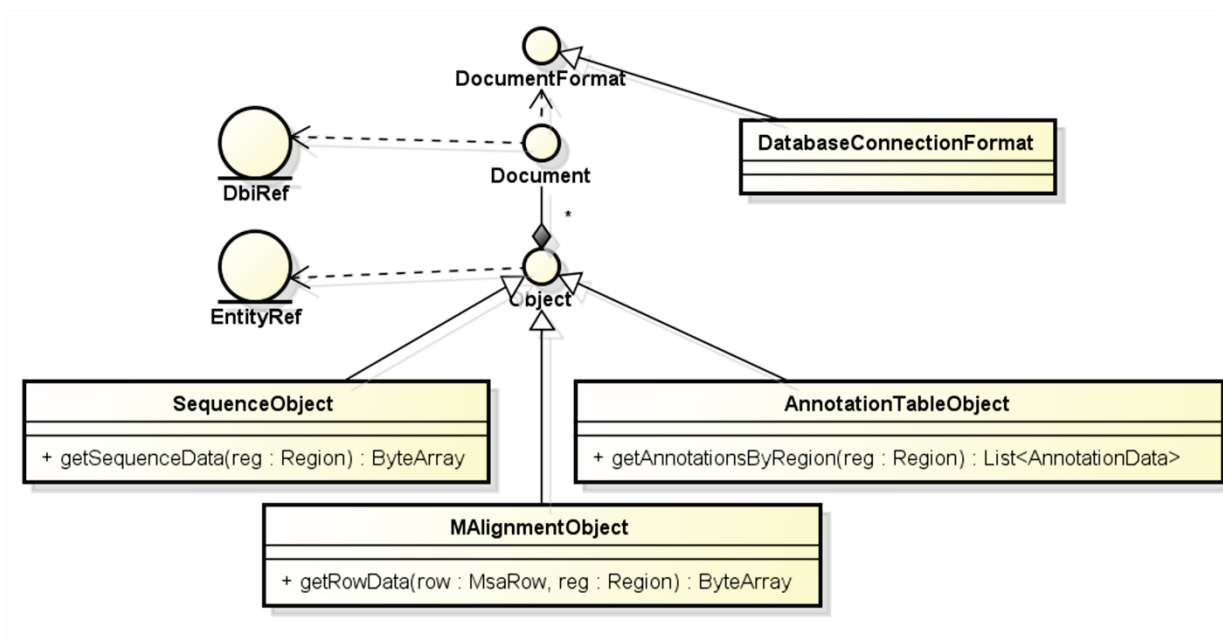 DocumentFormat
DatabaseConnectionFormat
Document
DbiRef
*
Object
EntityRef
SequenceObject
+ getSequenceData(reg : Region) : ByteArray
AnnotationTableObject
+ getAnnotationsByRegion(reg : Region) : List<AnnotationData>
MAlignmentObject
+ getRowData(row : MsaRow, reg : Region) : ByteArray